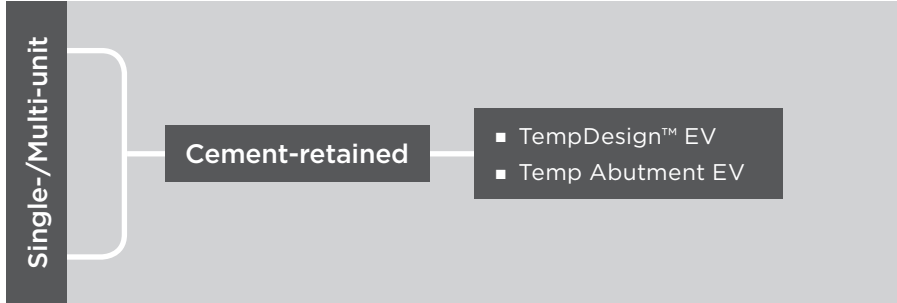 Single-/Multi-unit
Cement-retained
▪ TempDesign™ EV
▪ Temp Abutment EV